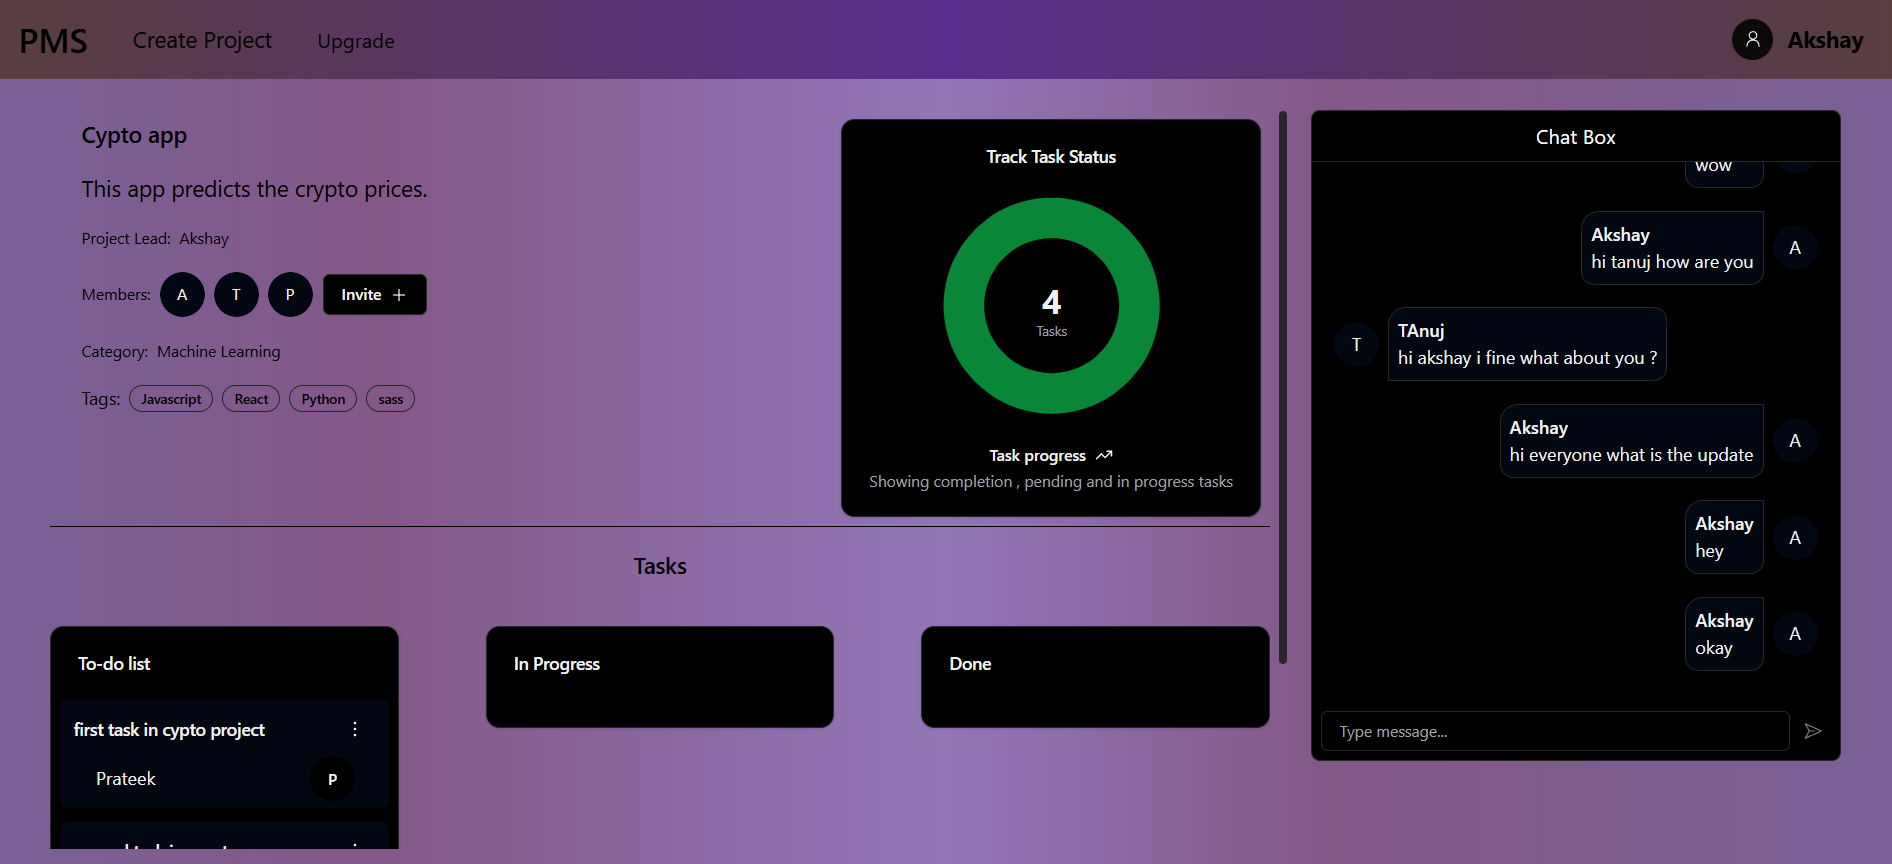 PMS
Create Project
Upgrade
Akshay
Cypto app
This app predicts the crypto prices.
Project Lead: Akshay
Members: A T P Invite +
Category: Machine Learning
Tags: Javascript React Python sass
Track Task Status
4
Tasks
Task progress
Showing completion , pending and in progress tasks
Tasks
To-do list
first task in cypto project
Prateek
P
In Progress
Done
Chat Box
wow
Akshay
hi tanuj how are you
A
TAnuj
T
hi akshay i fine what about you ?
Akshay
hi everyone what is the update
A
Akshay
hey
A
Akshay
okay
A
Type message...